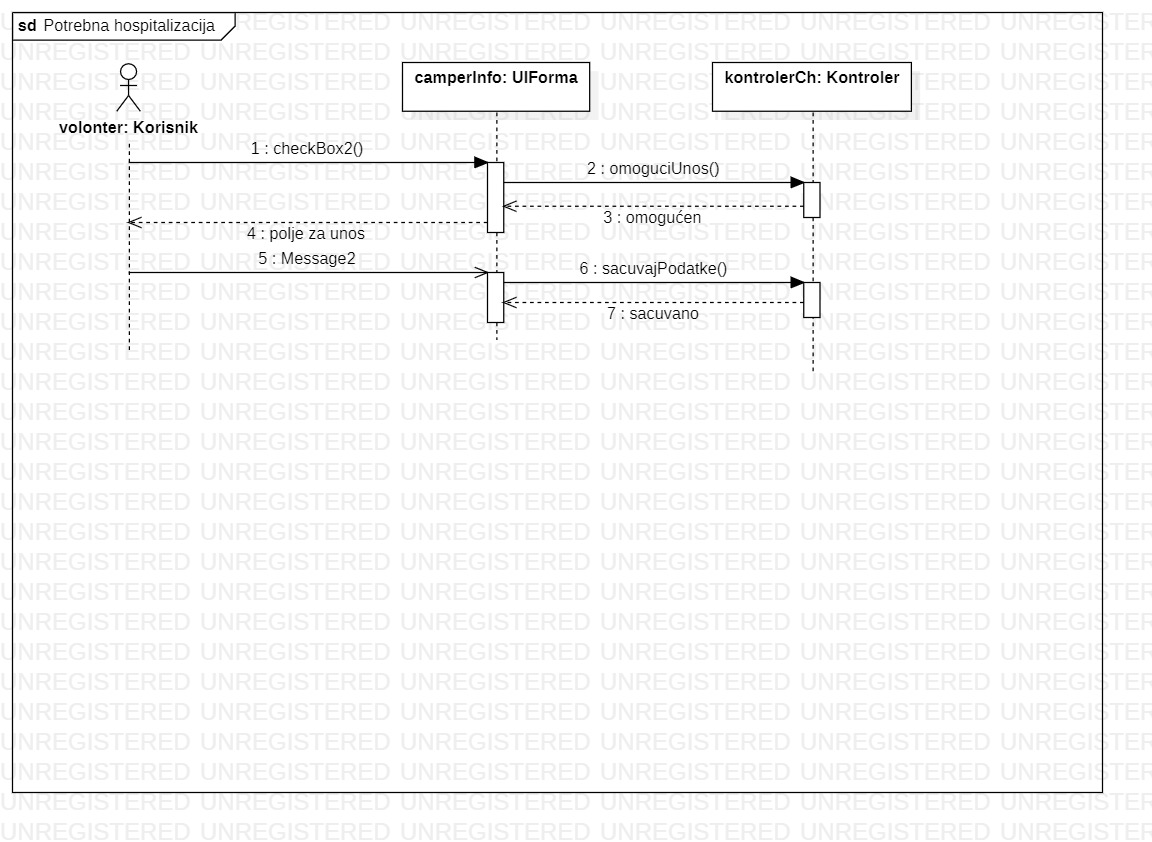 sd Potrebna hospitalizacija
volonter: Korisnik
camperInfo: UIForma
kontrolerCh: Kontroler
1 : checkBox2()
2 : omoguciUnos()
3 : omogućen
4 : polje za unos
5 : Message2
6 : sacuvajPodatke()
7 : sacuvano
UNREGISTERED